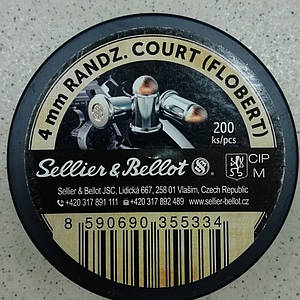 4 mm RANDZ. COURT (FLOBERT)
200
ks/pcs
Sellier & Bellot S&B
CIP
M
Sellier & Bellot JSC, Lidická 667, 258 01 Vlašim, Czech Republic
+420 317 891 111 +420 317 892 489 www.sellier-bellot.cz
8 590690 355334